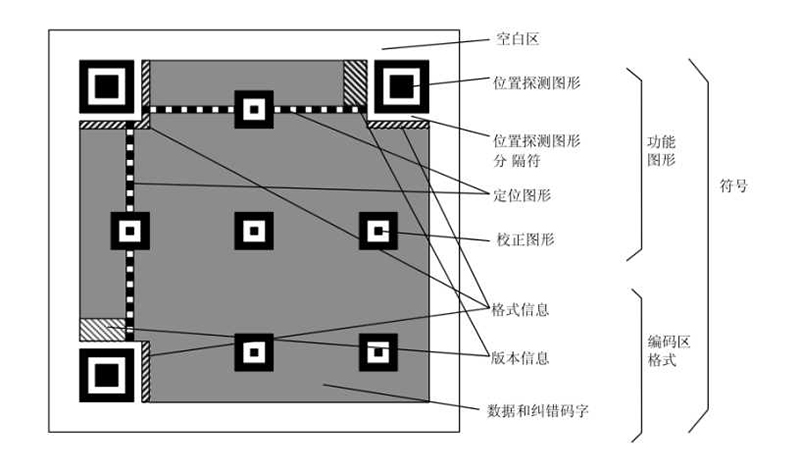 空白区
位置探测图形
位置探测图形
分 隔符
定位图形
校正图形
格式信息
版本信息
数据和纠错码字
功能
图形
编码区
格式
符号